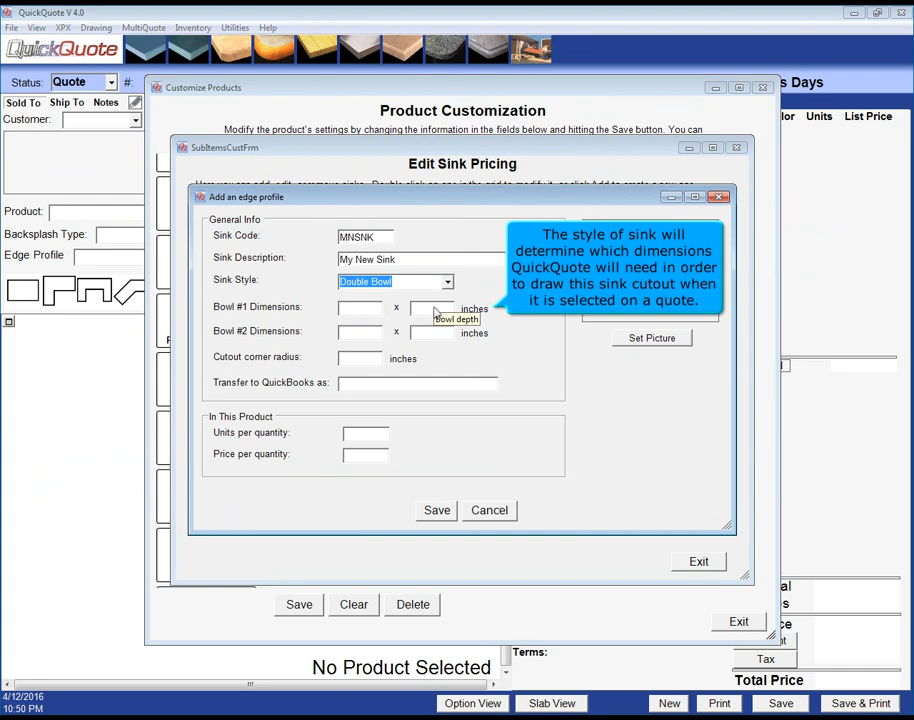 QuickQuote V 4.0
File View XPX Drawing MultiQuote Inventory Utilities Help
QuickQuote
Status: Quote #: s Days
Customize Products
Sold To Ship To Notes
Customer:
Product Customization
lor Units List Price
Modify the product's settings by changing the information in the fields below and hitting the Save button. You can
SubItemsCustFrm
Edit Sink Pricing
Add an edge profile
General Info
Sink Code: MNSNK
Sink Description: My New Sink
Sink Style: Double Bowl
Bowl #1 Dimensions: x inches
Bowl depth
Bowl #2 Dimensions: x inches
Cutout corner radius: inches
Transfer to QuickBooks as:
The style of sink will
determine which dimensions
QuickQuote will need in order
to draw this sink cutout when
it is selected on a quote.
Set Picture
In This Product
Units per quantity:
Price per quantity:
Save Cancel
Exit
Product:
Backsplash Type:
Edge Profile
Save Clear Delete
Exit
No Product Selected
Terms:
Tax
Total Price
4/12/2016
10:50 PM
Option View Slab View New Print Save Save & Print